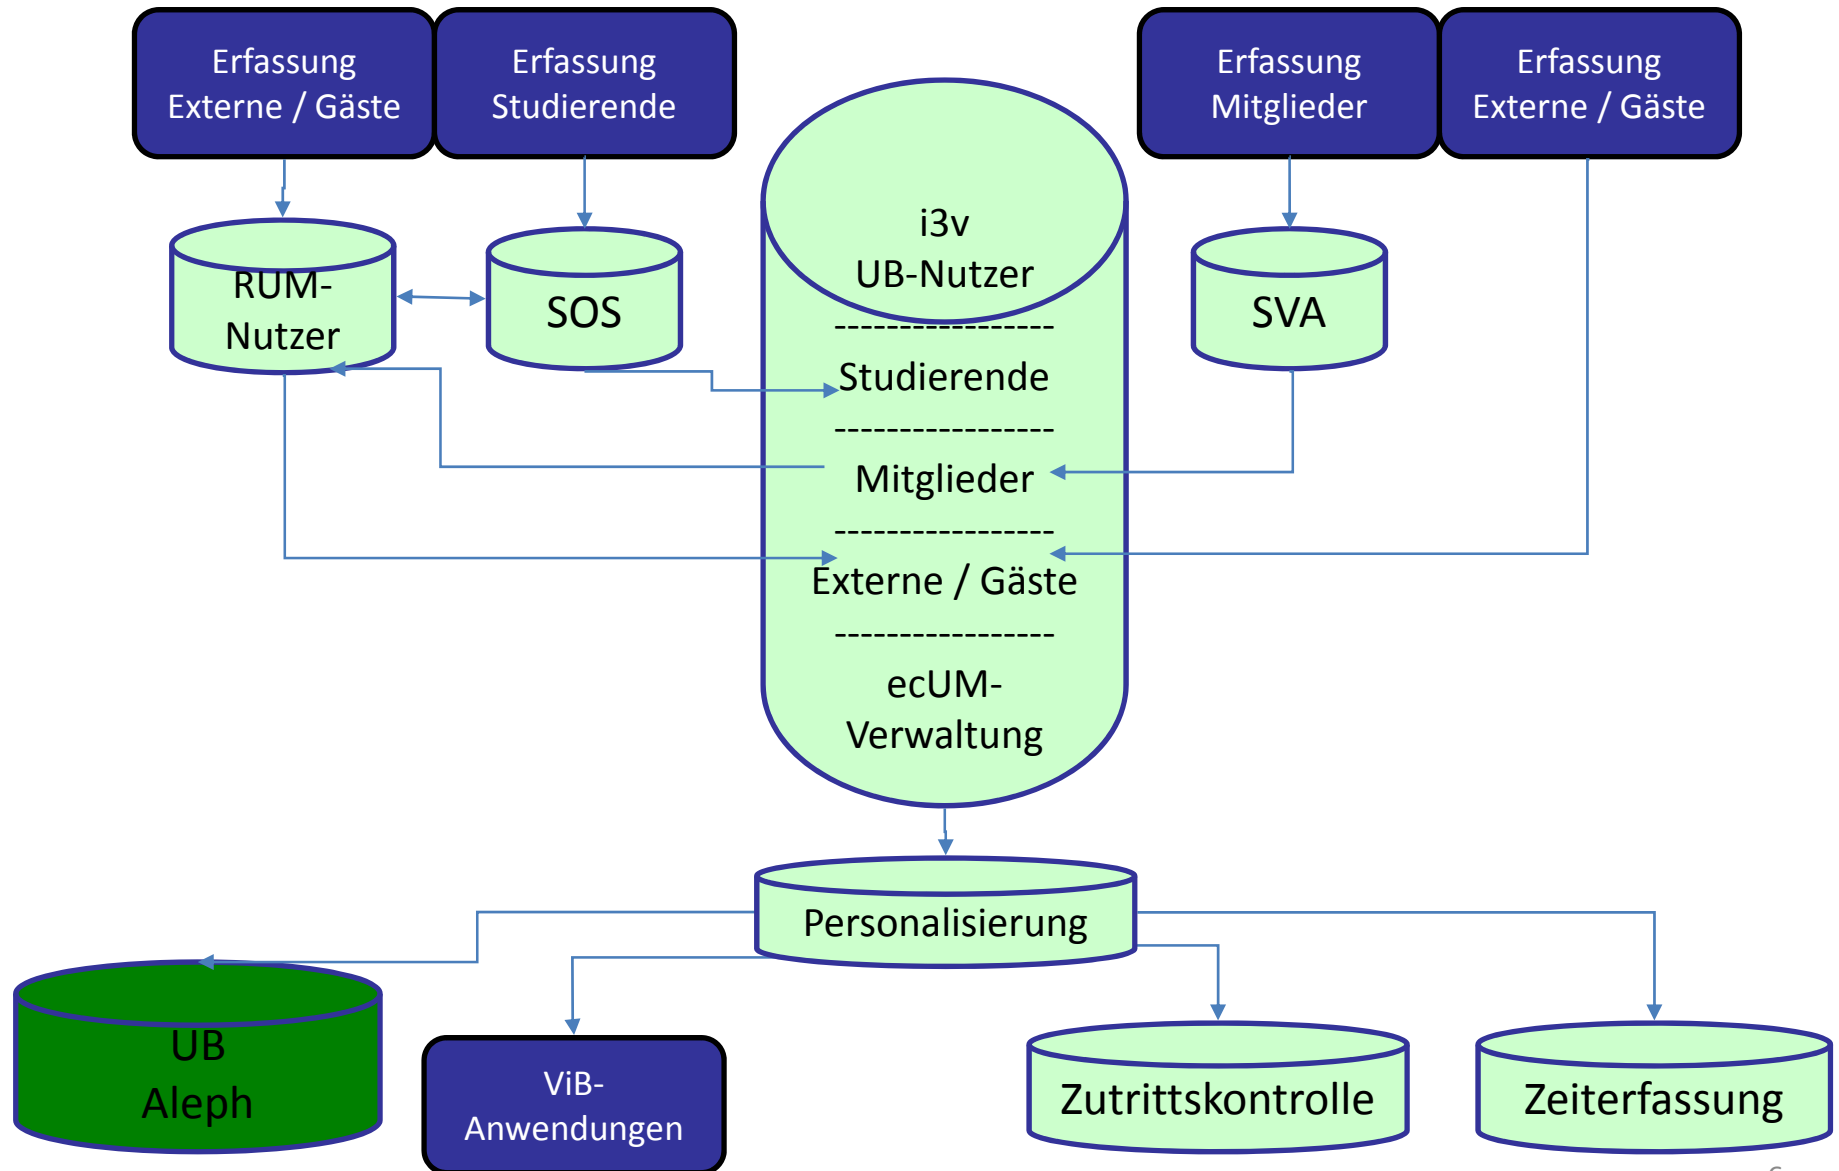 Erfassung
Externe / Gäste
Erfassung
Studierende
Erfassung
Mitglieder
Erfassung
Externe / Gäste
RUM-
Nutzer
SOS
i3v
UB-Nutzer
-----------------
Studierende
-----------------
Mitglieder
-----------------
Externe / Gäste
-----------------
ecUM-
Verwaltung
SVA
Personalisierung
UB
Aleph
ViB-
Anwendungen
Zutrittskontrolle
Zeiterfassung